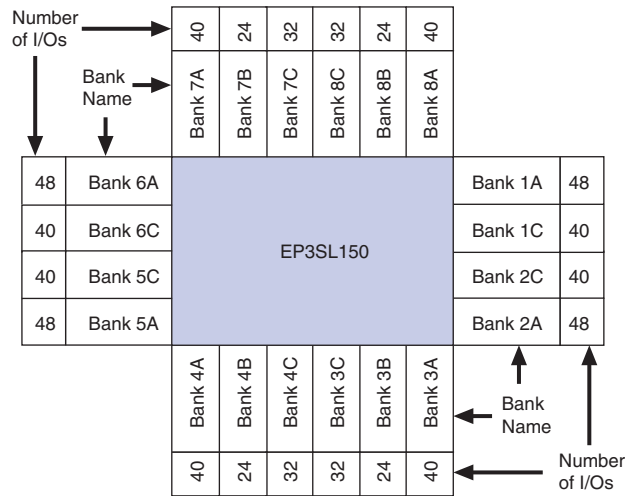 Number
of I/Os
40 24 32 32 24 40
Bank
Name
Bank 7A Bank 7B Bank 7C Bank 8C Bank 8B Bank 8A
48 Bank 6A Bank 1A 48
40 Bank 6C Bank 1C 40
EP3SL150
40 Bank 5C Bank 2C 40
48 Bank 5A Bank 2A 48
Bank 4A Bank 4B Bank 4C Bank 3C Bank 3B Bank 3A
Bank
Name
40 24 32 32 24 40
Number
of I/Os